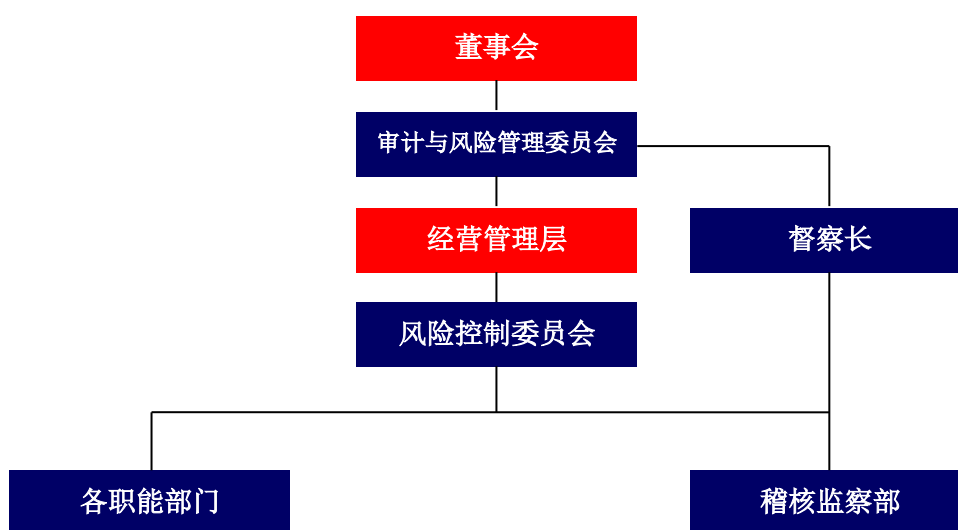 董事会
审计与风险管理委员会
经营管理层
督察长
风险控制委员会
各职能部门
稽核监察部